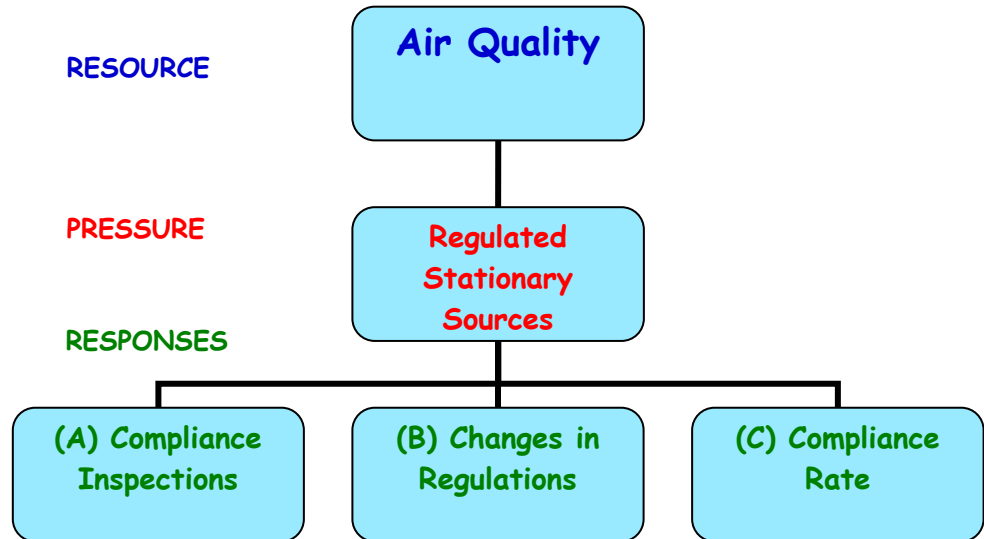 Air Quality
RESOURCE
PRESSURE
Regulated
Stationary
Sources
RESPONSES
(A) Compliance
Inspections
(B) Changes in
Regulations
(C) Compliance
Rate